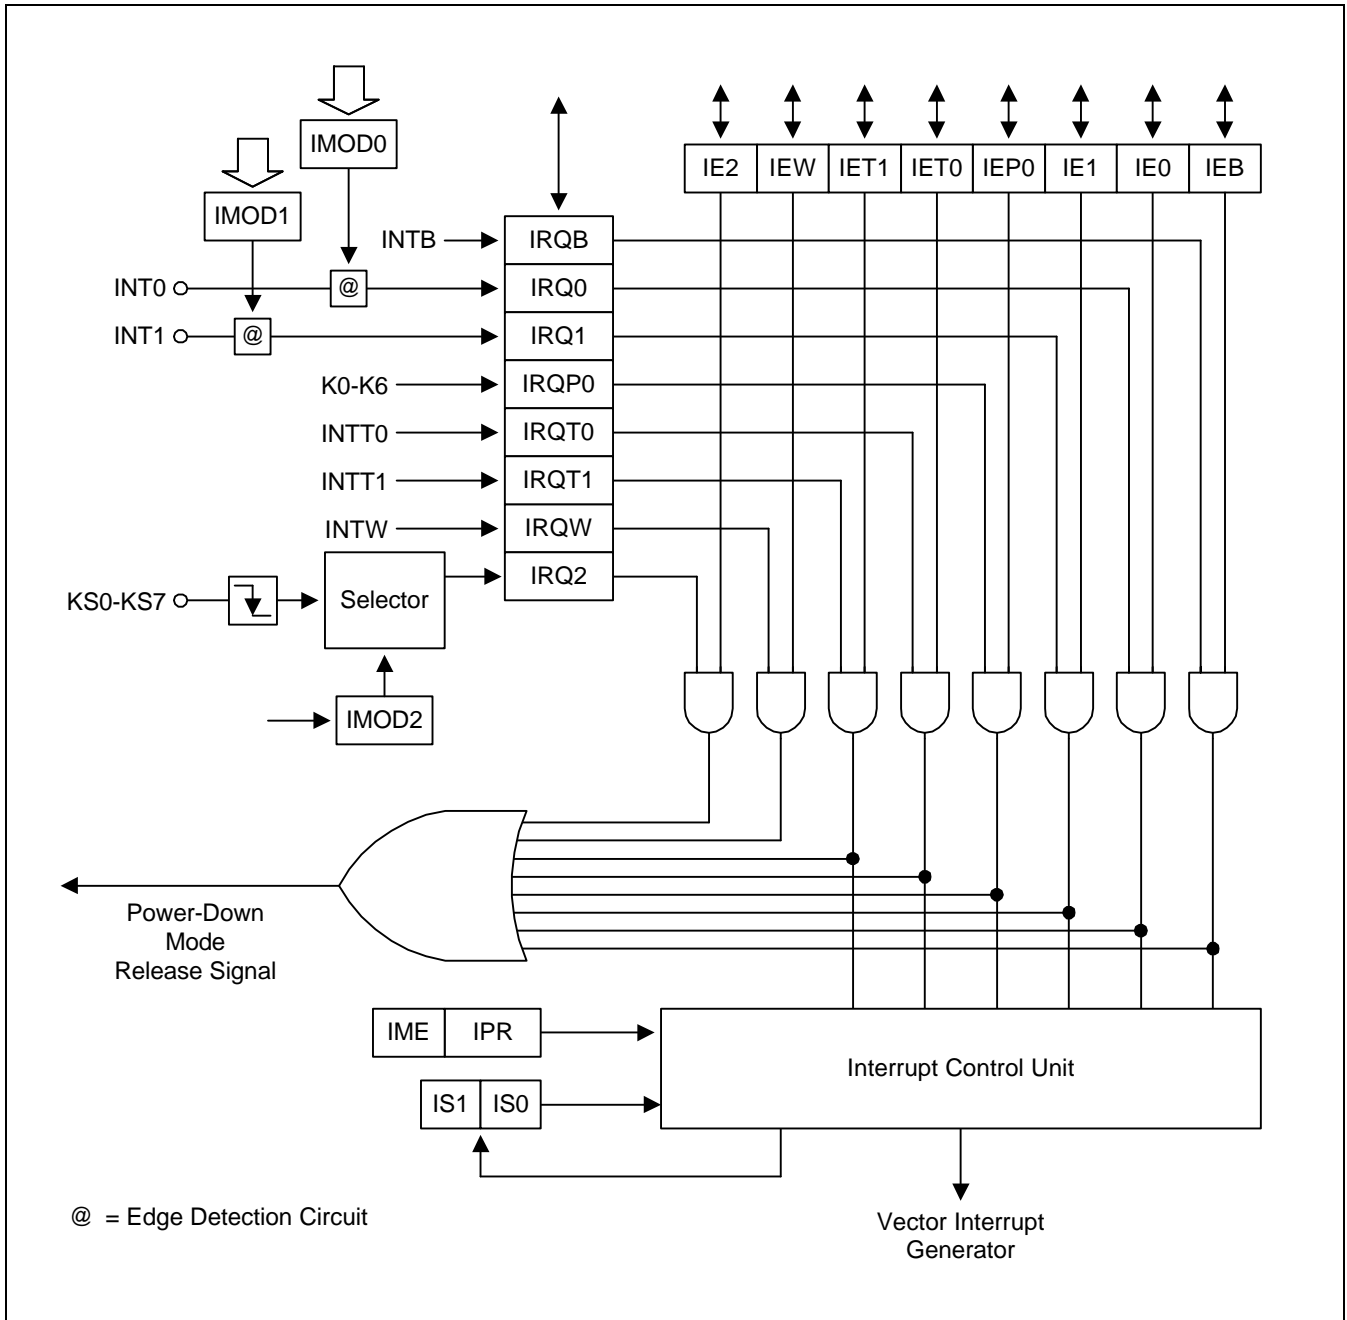 IMOD0
IMOD1
IE2 IEW IET1 IET0 IEP0 IE1 IE0 IEB
INTB IRQB
INT0 @ IRQ0
INT1 @ IRQ1
K0-K6 IRQP0
INTT0 IRQT0
INTT1 IRQT1
INTW IRQW
IRQ2
KS0-KS7 Selector
IMOD2
Power-Down
Mode
Release Signal
IME IPR
Interrupt Control Unit
IS1 IS0
@ = Edge Detection Circuit
Vector Interrupt
Generator